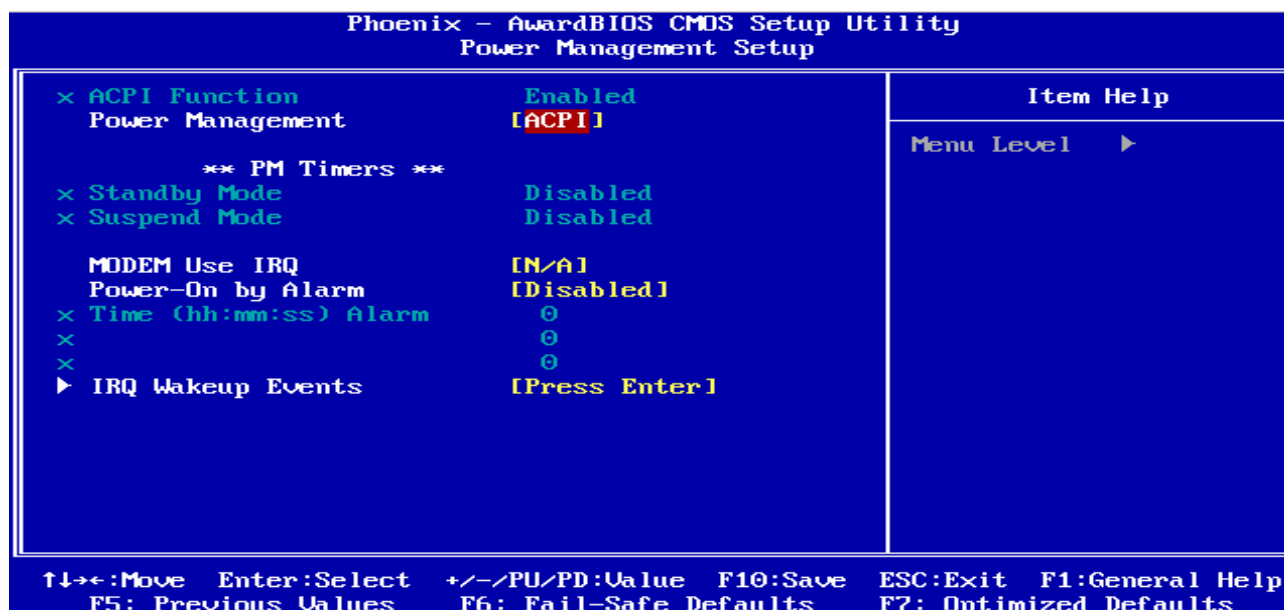 Phoenix - AwardBIOS CMOS Setup Utility
Power Management Setup
x ACPI Function Enabled
Power Management [ACPI]
** PM Timers **
x Standby Mode Disabled
x Suspend Mode Disabled
MODEM Use IRQ [N/A]
Power-On by Alarm [Disabled]
x Time (hh:mm:ss) Alarm 0
x 0
x 0
▶ IRQ Wakeup Events [Press Enter]
Item Help
Menu Level ▶
↑↓→←:Move Enter:Select +/-/PU/PD:Value F10:Save ESC:Exit F1:General Help
F5: Previous Values F6: Fail-Safe Defaults F7: Optimized Defaults